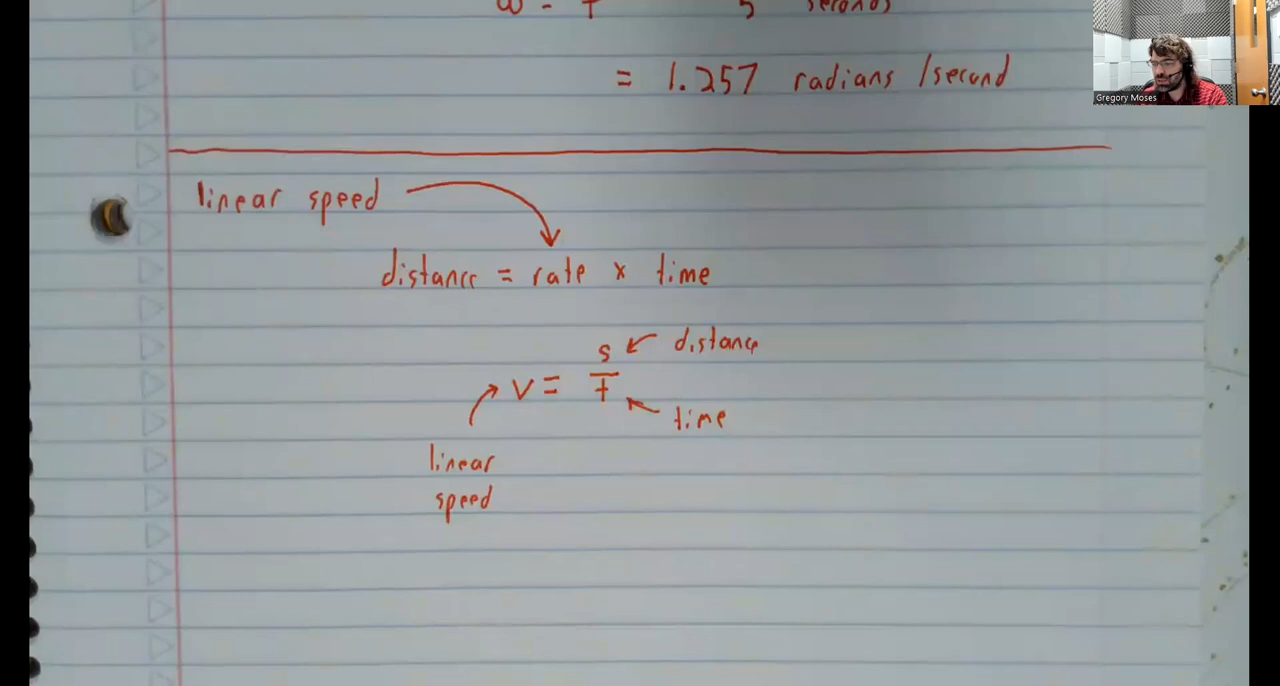 = 1.257 radians /second
Gregory Moses
linear speed
distance = rate x time
s ← distance
v = — 
t
time
linear
speed